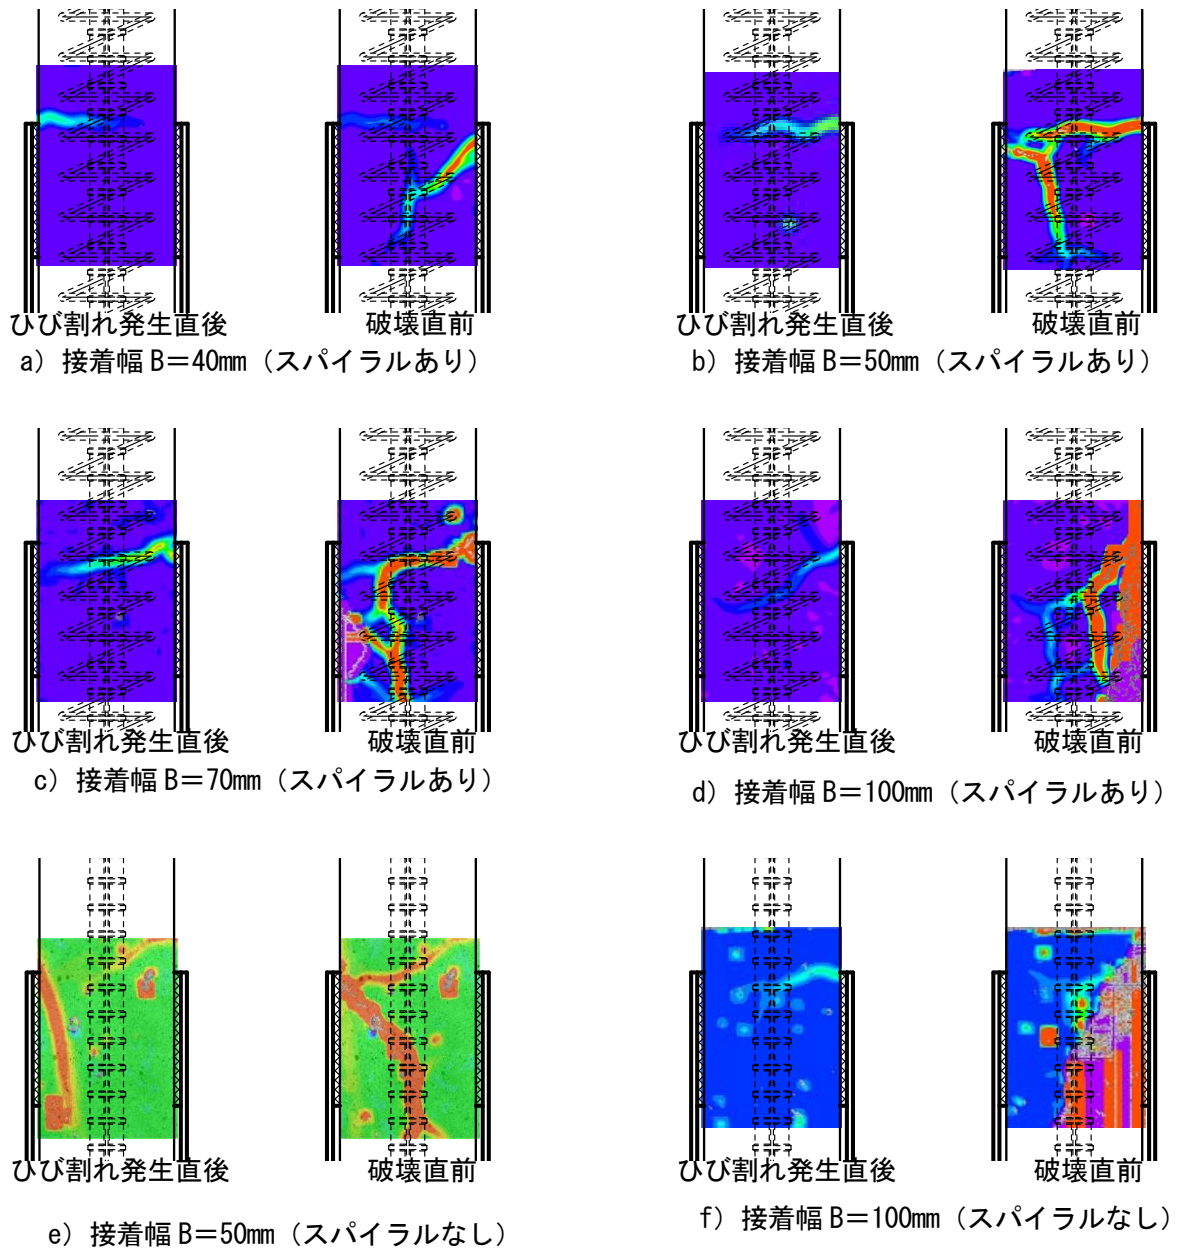 ひび割れ発生直後
破壊直前
a) 接着幅 B=40mm (スパイラルあり)
ひび割れ発生直後
破壊直前
b) 接着幅 B=50mm (スパイラルあり)
ひび割れ発生直後
破壊直前
c) 接着幅 B=70mm (スパイラルあり)
ひび割れ発生直後
破壊直前
d) 接着幅 B=100mm (スパイラルあり)
ひび割れ発生直後
破壊直前
e) 接着幅 B=50mm (スパイラルなし)
ひび割れ発生直後
破壊直前
f) 接着幅 B=100mm (スパイラルなし)